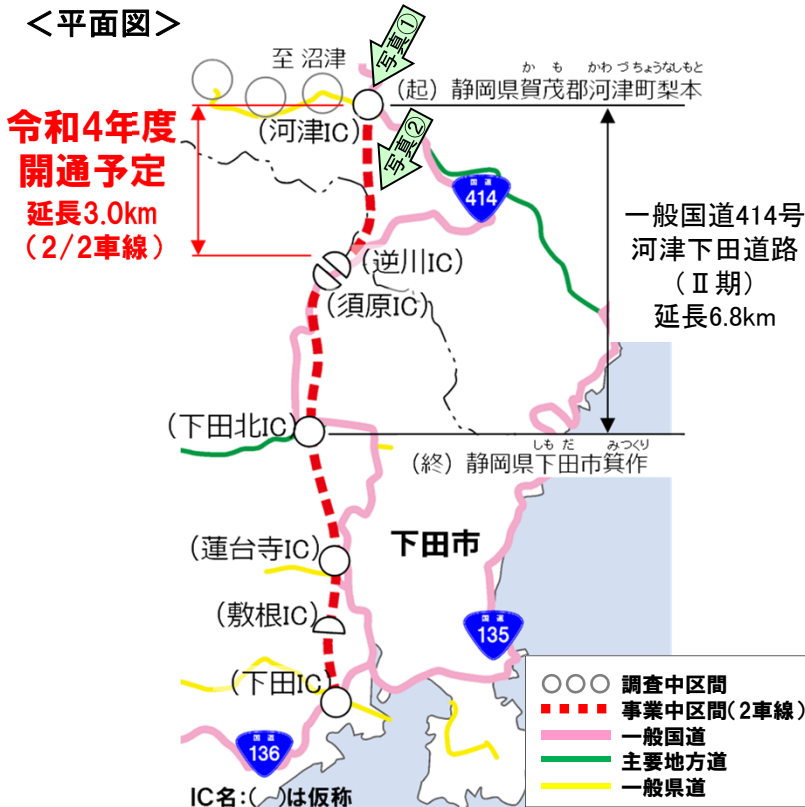 ＜平面図＞
至 沼津
写真①
か も かわ づ ちょうなしもと
(起) 静岡県賀茂郡河津町梨本
令和4年度
開通予定
延長3.0km
(2/2車線)
(河津IC)
写真②
国道
414
一般国道414号
河津下田道路
(Ⅱ期)
延長6.8km
(逆川IC)
(須原IC)
(下田北IC)
しも だ みつくり
(終) 静岡県下田市箕作
(蓮台寺IC)
下田市
(敷根IC)
国道
135
(下田IC)
国道
136
IC名：( )は仮称
調査中区間
事業中区間(2車線)
一般国道
主要地方道
一般県道